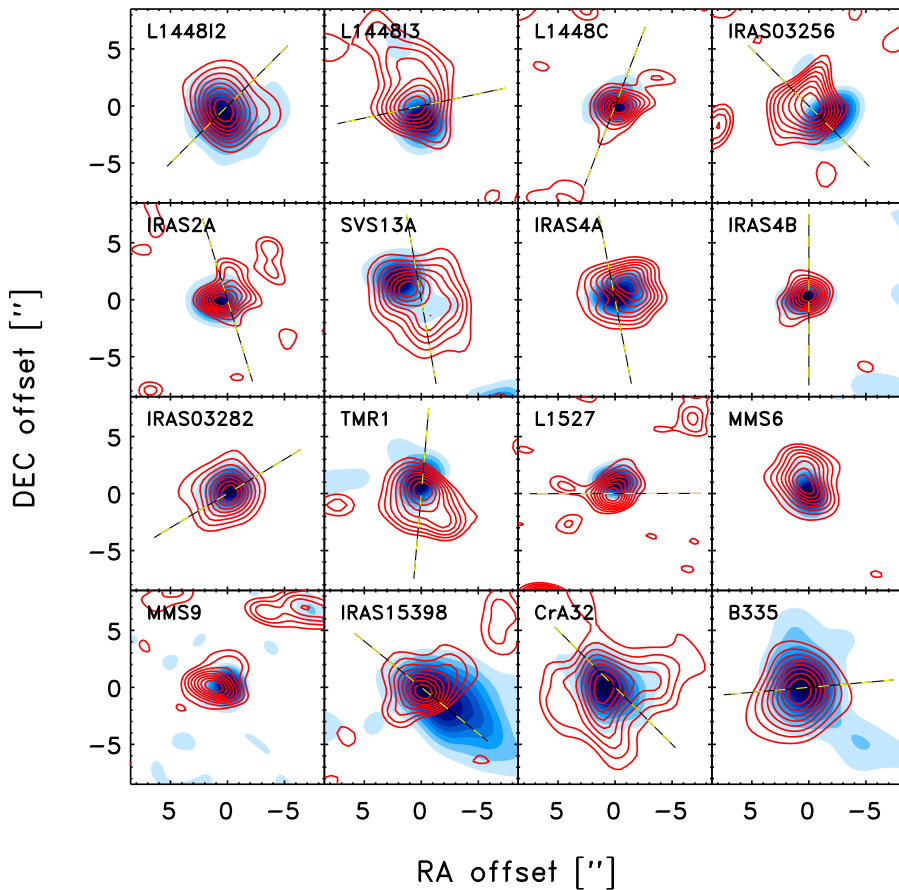 L1448I2 L1448I3 L1448C IRAS03256
5
0
−5
IRAS2A SVS13A IRAS4A IRAS4B
5
0
−5
IRAS03282 TMR1 L1527 MMS6
5
0
−5
MMS9 IRAS15398 CrA32 B335
5
0
−5
5 0 −5 5 0 −5 5 0 −5 5 0 −5
DEC offset ['']
RA offset ['']